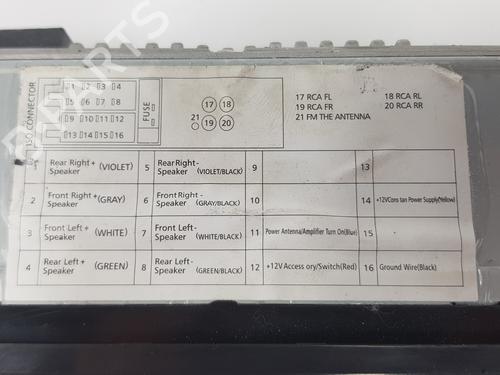 1 2 3 4
5 6 7 8
9 10 11 12
13 14 15 16
ISO CONNECTOR
FUSE
17 18
21
19 20
17 RCA FL 18 RCA RL
19 RCA FR 20 RCA RR
21 FM THE ANTENNA
1 Rear Right + Speaker (VIOLET) 5 Rear Right- Speaker (VIOLET/BLACK) 9 13
2 Front Right + Speaker (GRAY) 6 Front Right - Speaker (GRAY/BLACK) 10 14 +12VCons tan Power Supply(Yellow)
3 Front Left + Speaker (WHITE) 7 Front Left- Speaker (WHITE/BLACK) 11 Power Antenna/Amplifier Turn On(Blue) 15
4 Rear Left + Speaker (GREEN) 8 Rear Left - Speaker (GREEN/BLACK) 12 +12V Access ory/Switch(Red) 16 Ground Wire(Black)